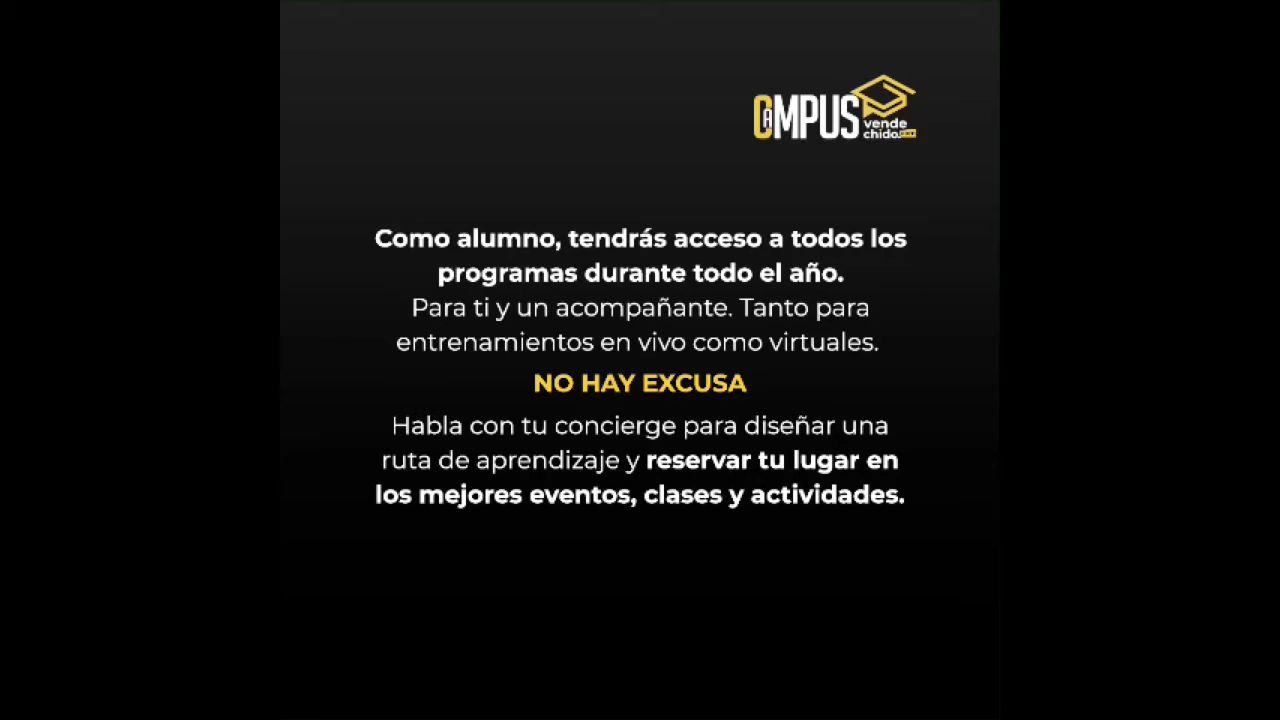 CAMPUS
vende
chido.com
Como alumno, tendrás acceso a todos los
programas durante todo el año.
Para ti y un acompañante. Tanto para
entrenamientos en vivo como virtuales.
NO HAY EXCUSA
Habla con tu concierge para diseñar una
ruta de aprendizaje y reservar tu lugar en
los mejores eventos, clases y actividades.